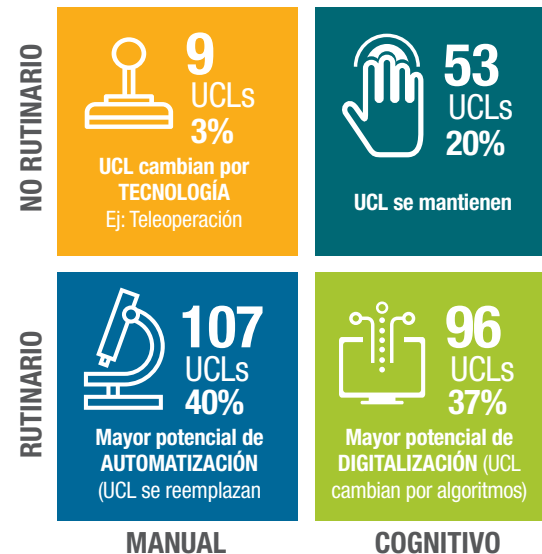 NO RUTINARIO
9
UCLs
3%
UCL cambian por
TECNOLOGÍA
Ej: Teleoperación
53
UCLs
20%
UCL se mantienen
RUTINARIO
107
UCLs
40%
Mayor potencial de
AUTOMATIZACIÓN
(UCL se reemplazan
96
UCLs
37%
Mayor potencial de
DIGITALIZACIÓN (UCL
cambian por algoritmos)
MANUAL
COGNITIVO